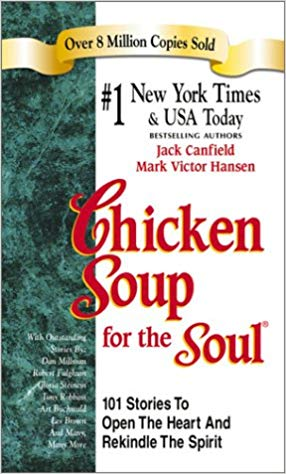 Over 8 Million Copies Sold
#1 New York Times
& USA Today
BESTSELLING AUTHORS
Jack Canfield
Mark Victor Hansen
Chicken
Soup
for the Soul®
With Outstanding
Stories By:
Dan Millman
Robert Fulghum
Gloria Steinem
Tony Robbins
Art Buchwald
Les Brown
And Many,
Many More
101 Stories To
Open The Heart And
Rekindle The Spirit